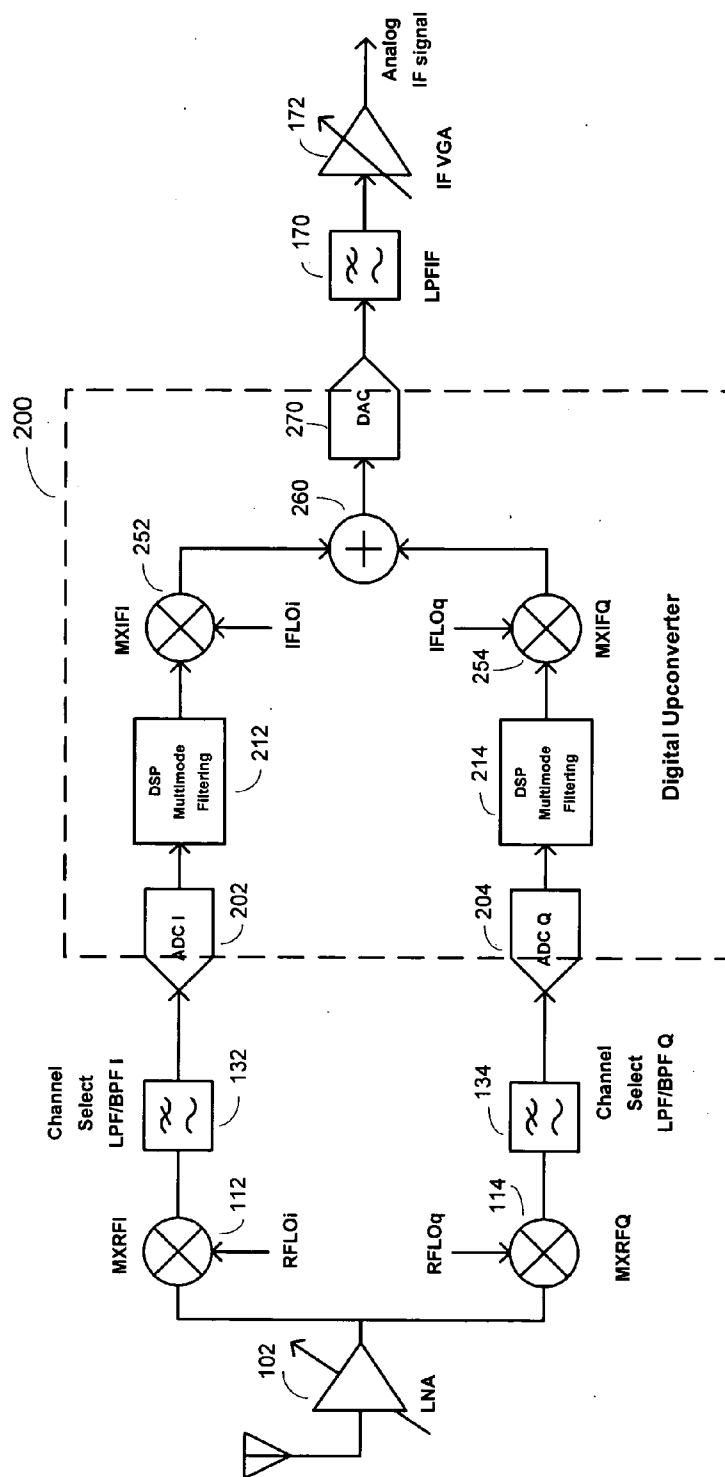 200
Channel
Select
LPF/BPF I
MXRFI
112
RFLOi
132
ADC I
202
DSP
Multimode
Filtering
212
MXIFI
252
IFLOi
102
LNA
260
270
DAC
170
LPFIF
172
IF VGA
Analog
IF signal
RFLOq
114
MXRFQ
134
Channel
Select
LPF/BPF Q
204
ADC Q
214
DSP
Multimode
Filtering
IFLOq
254
MXIFQ
Digital Upconverter